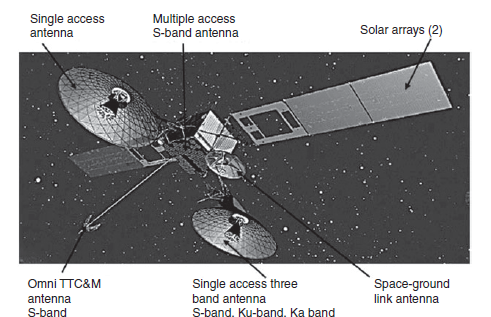 Single access
antenna
Multiple access
S-band antenna
Solar arrays (2)
Omni TTC&M
antenna
S-band
Single access three
band antenna
S-band. Ku-band. Ka band
Space-ground
link antenna